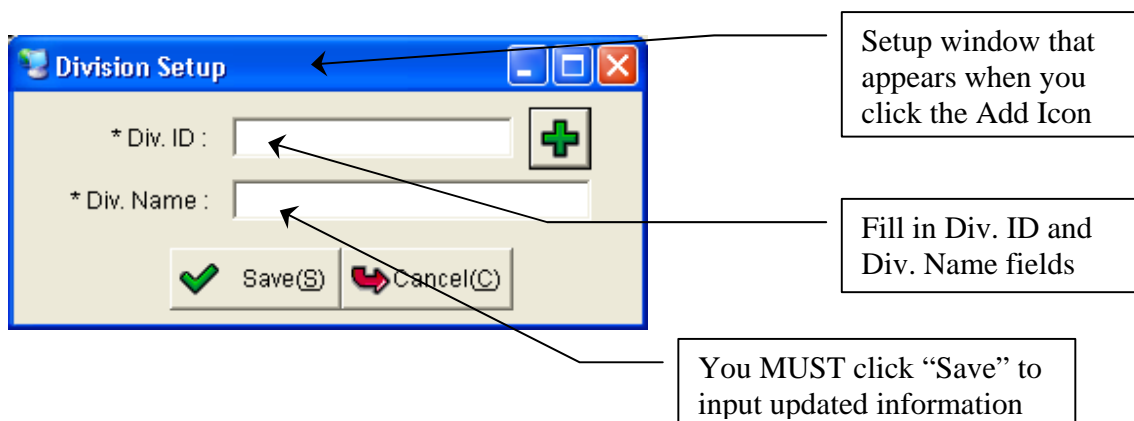 Division Setup
* Div. ID :
* Div. Name :
Save(S)
Cancel(C)
Setup window that
appears when you
click the Add Icon
Fill in Div. ID and
Div. Name fields
You MUST click “Save” to
input updated information